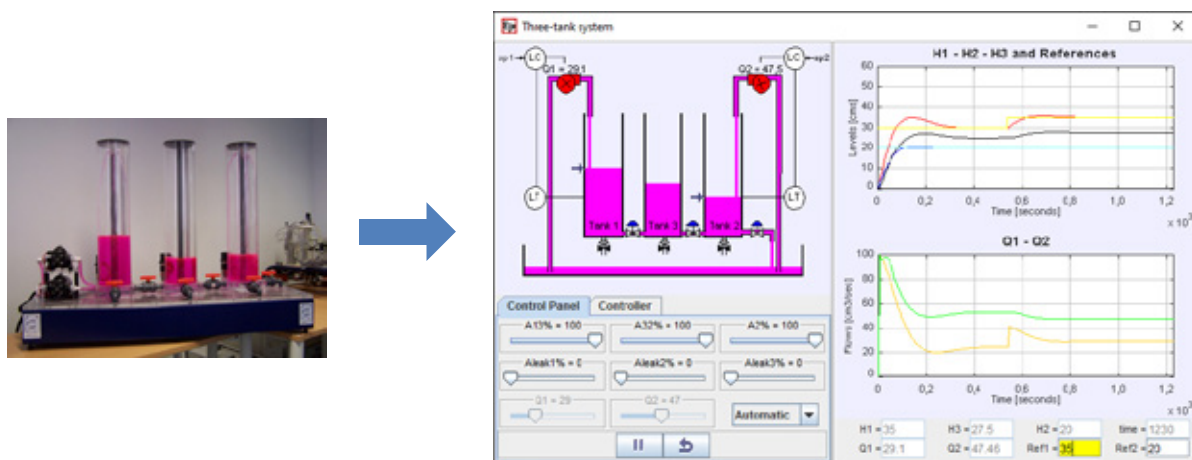 Three-tank system
LC
LC
sp1
Q1 = 29,1
Q2 = 47,5
sp2
LT
LT
Tank 1
Tank 3
Tank 2
Control Panel
Controller
A13% = 100
A32% = 100
A2% = 100
Aleak1% = 0
Aleak2% = 0
Aleak3% = 0
Q1 = 29
Q2 = 47
Automatic
H1 - H2 - H3 and References
Levels [cms]
60
50
40
30
20
10
0
0 0,2 0,4 0,6 0,8 1,0 1,2
Time [seconds]
Q1 - Q2
Flows [cm3/sec]
100
80
60
40
20
0
0 0,2 0,4 0,6 0,8 1,0 1,2
Time [seconds]
H1 =35 H3 =27.5 H2 =20 time =1230
Q1 =29.1 Q2 =47.46 Ref1 =35 Ref2 =20